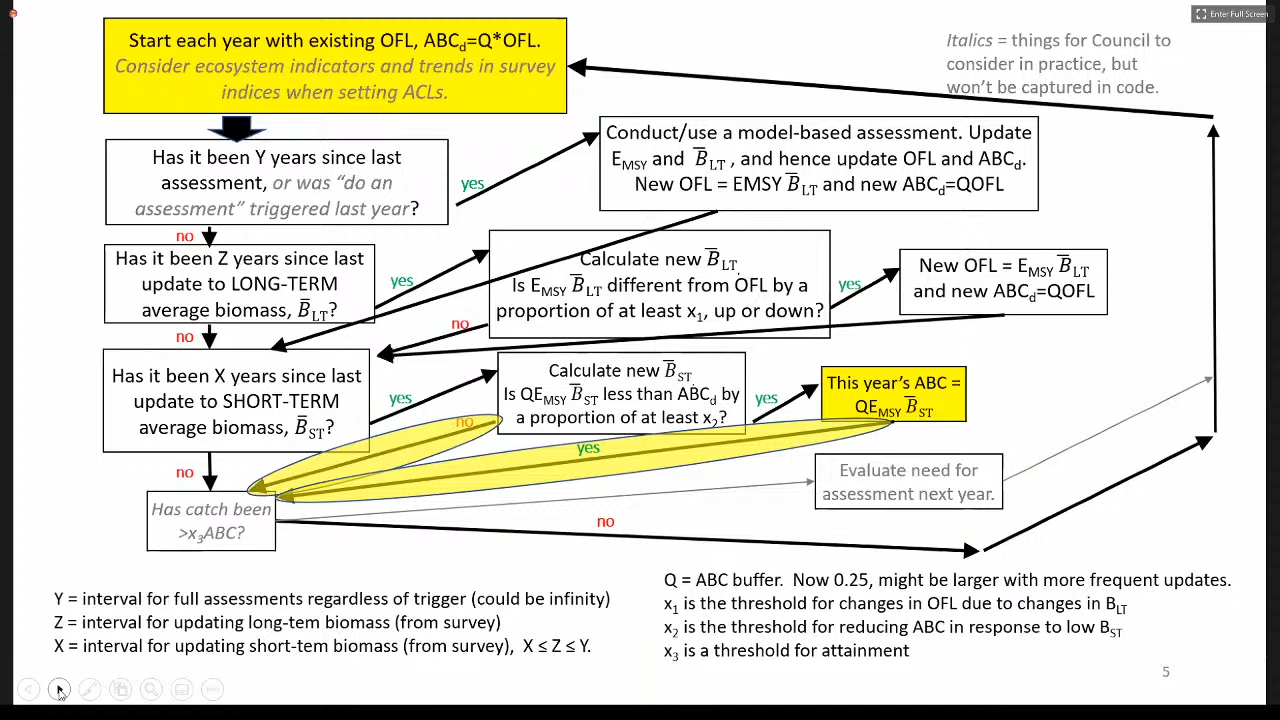 Enter Full Screen
Start each year with existing OFL, ABCd=Q*OFL.
Consider ecosystem indicators and trends in survey
indices when setting ACLs.
Italics = things for Council to
consider in practice, but
won't be captured in code.
Has it been Y years since last
assessment, or was "do an
assessment" triggered last year?
yes
Conduct/use a model-based assessment. Update
EMSY and B̅LT , and hence update OFL and ABCd.
New OFL = EMSY B̅LT and new ABCd=QOFL
no
Has it been Z years since last
update to LONG-TERM
average biomass, B̅LT?
yes
Calculate new B̅LT.
Is EMSY B̅LT different from OFL by a
proportion of at least x1, up or down?
yes
New OFL = EMSY B̅LT
and new ABCd=QOFL
no
no
Has it been X years since last
update to SHORT-TERM
average biomass, B̅ST?
yes
Calculate new B̅ST.
Is QEMSY B̅ST less than ABCd by
a proportion of at least x2?
yes
This year's ABC =
QEMSY B̅ST
no
yes
no
Has catch been
>x3ABC?
Evaluate need for
assessment next year.
no
Y = interval for full assessments regardless of trigger (could be infinity)
Z = interval for updating long-tem biomass (from survey)
X = interval for updating short-tem biomass (from survey), X ≤ Z ≤ Y.
Q = ABC buffer. Now 0.25, might be larger with more frequent updates.
x1 is the threshold for changes in OFL due to changes in BLT
x2 is the threshold for reducing ABC in response to low BST
x3 is a threshold for attainment
5